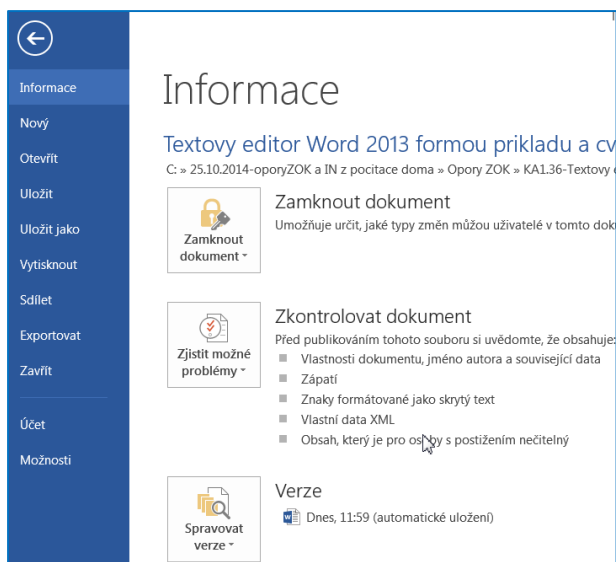 Informace
Nový
Otevřít
Uložit
Uložit jako
Vytisknout
Sdílet
Exportovat
Zavřít
Účet
Možnosti
Informace
Textovy editor Word 2013 formou prikladu a cv
C: » 25.10.2014-oporyZOK a IN z pocitace doma » Opory ZOK » KA1.36-Textovy
Zamknout
dokument
Zamknout dokument
Umožňuje určit, jaké typy změn můžou uživatelé v tomto dok
Zjistit možné
problémy
Zkontrolovat dokument
Před publikováním tohoto souboru si uvědomte, že obsahuje:
Vlastnosti dokumentu, jméno autora a související data
Zápatí
Znaky formátované jako skrytý text
Vlastní data XML
Obsah, který je pro osoby s postižením nečitelný
Spravovat
verze
Verze
Dnes, 11:59 (automatické uložení)